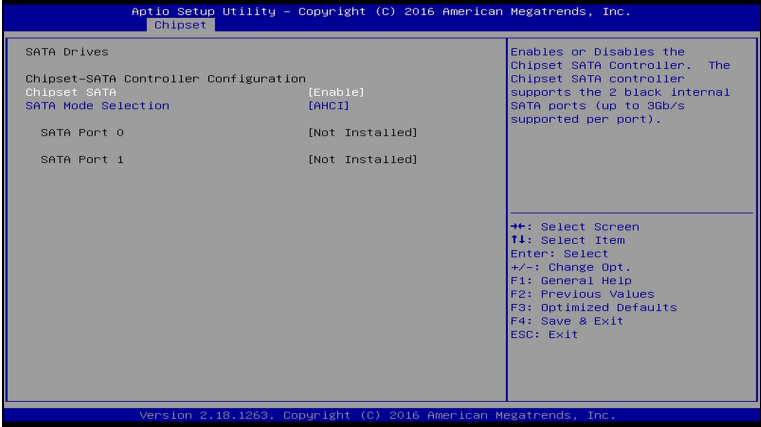 Aptio Setup Utility – Copyright (C) 2016 American Megatrends, Inc.
Chipset
SATA Drives
Chipset-SATA Controller Configuration
Chipset SATA [Enable]
SATA Mode Selection [AHCI]
SATA Port 0 [Not Installed]
SATA Port 1 [Not Installed]
Enables or Disables the
Chipset SATA Controller. The
Chipset SATA controller
supports the 2 black internal
SATA ports (up to 3Gb/s
supported per port).
→←: Select Screen
↑↓: Select Item
Enter: Select
+/-: Change Opt.
F1: General Help
F2: Previous Values
F3: Optimized Defaults
F4: Save & Exit
ESC: Exit
Version 2.18.1263. Copyright (C) 2016 American Megatrends, Inc.